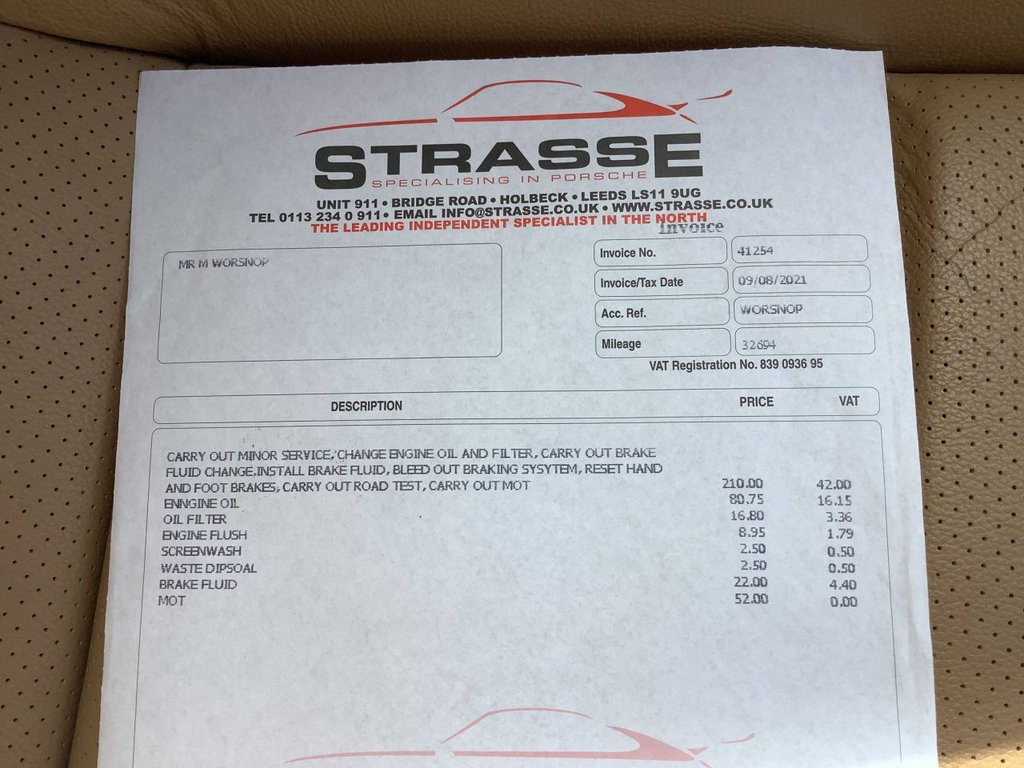 STRASSE
SPECIALISING IN PORSCHE
UNIT 911 • BRIDGE ROAD • HOLBECK • LEEDS LS11 9UG
TEL 0113 234 0 911 • EMAIL INFO@STRASSE.CO.UK • WWW.STRASSE.CO.UK
THE LEADING INDEPENDENT SPECIALIST IN THE NORTH
Invoice
MR M WORSNOP
Invoice No. 41254
Invoice/Tax Date 09/08/2021
Acc. Ref. WORSNOP
Mileage 32694
VAT Registration No. 839 0936 95
DESCRIPTION PRICE VAT
CARRY OUT MINOR SERVICE, CHANGE ENGINE OIL AND FILTER, CARRY OUT BRAKE
FLUID CHANGE,INSTALL BRAKE FLUID, BLEED OUT BRAKING SYSYTEM, RESET HAND
AND FOOT BRAKES, CARRY OUT ROAD TEST, CARRY OUT MOT 210.00 42.00
ENNGINE OIL 80.75 16.15
OIL FILTER 16.80 3.36
ENGINE FLUSH 8.95 1.79
SCREENWASH 2.50 0.50
WASTE DIPSOAL 2.50 0.50
BRAKE FLUID 22.00 4.40
MOT 52.00 0.00